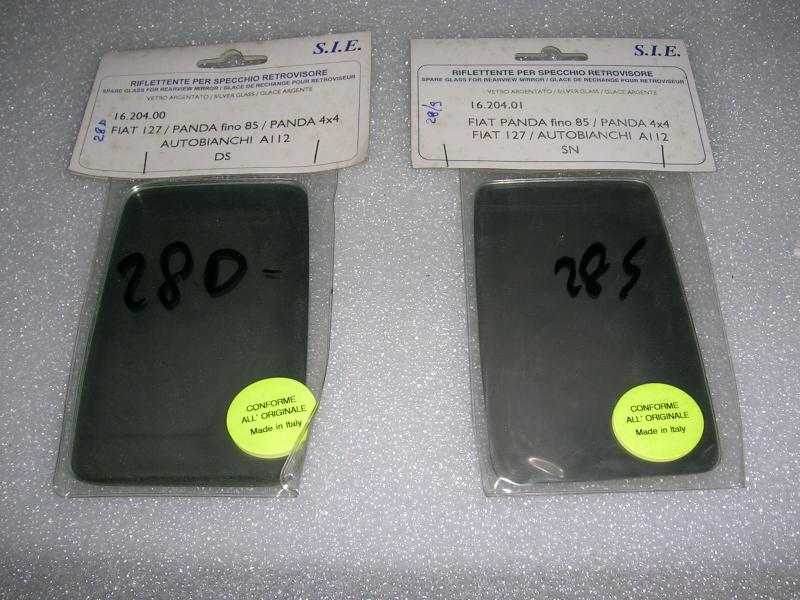 S.I.E.
RIFLETTENTE PER SPECCHIO RETROVISORE
SPARE GLASS FOR REARVIEW MIRROR / GLACE DE RECHANGE POUR RETROVISEUR
VETRO ARGENTATO / SILVER GLASS / GLACE ARGENTE
28D
16.204.00
FIAT 127 / PANDA fino 85 / PANDA 4x4
AUTOBIANCHI A112
DS
28D-
CONFORME
ALL' ORIGINALE
Made in Italy
S.I.E.
RIFLETTENTE PER SPECCHIO RETROVISORE
SPARE GLASS FOR REARVIEW MIRROR / GLACE DE RECHANGE POUR RETROVISEUR
VETRO ARGENTATO / SILVER GLASS / GLACE ARGENTE
28/S
16.204.01
FIAT PANDA fino 85 / PANDA 4x4
FIAT 127 / AUTOBIANCHI A112
SN
28S
CONFORME
ALL' ORIGINALE
Made in Italy